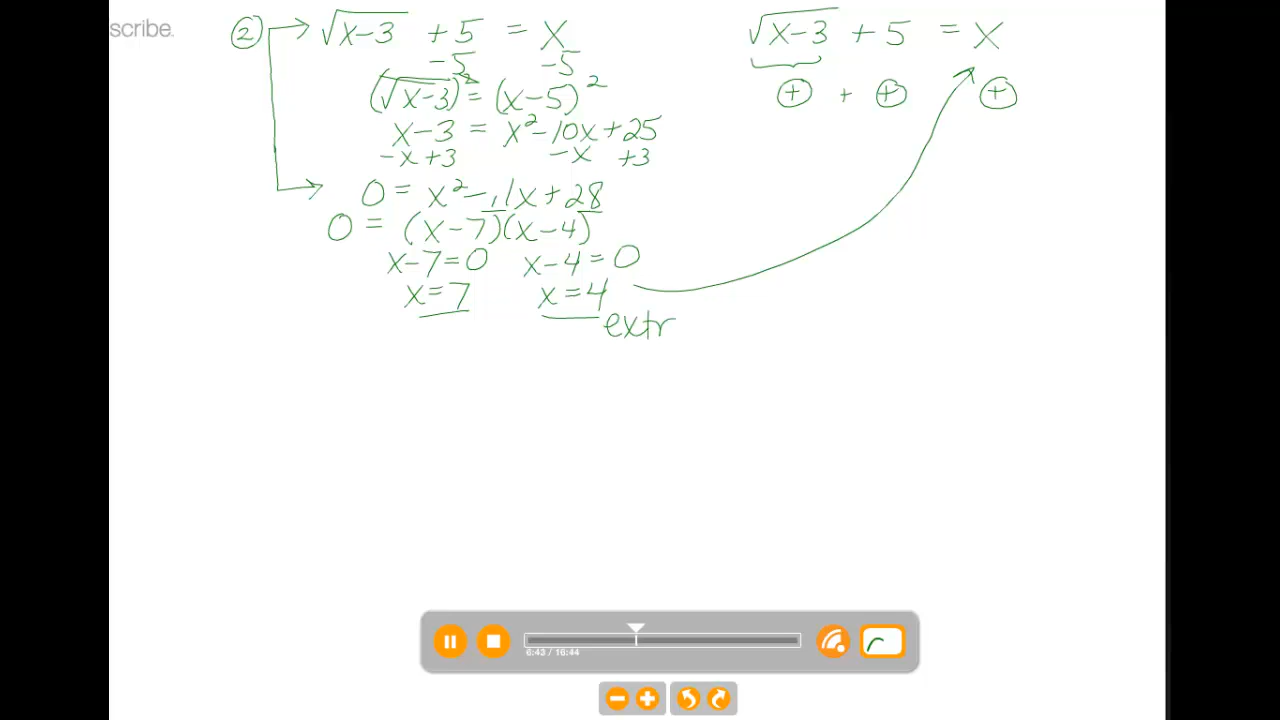 scribe.
② √(x-3) + 5 = x
-5 -5
(√(x-3))² = (x-5)²
x-3 = x²-10x+25
-x+3 -x +3
0 = x²-11x+28
0 = (x-7)(x-4)
x-7=0 x-4=0
x=7 x=4
extr
√(x-3) + 5 = x
⊕ + ⊕ ⊕
6:43 / 16:44